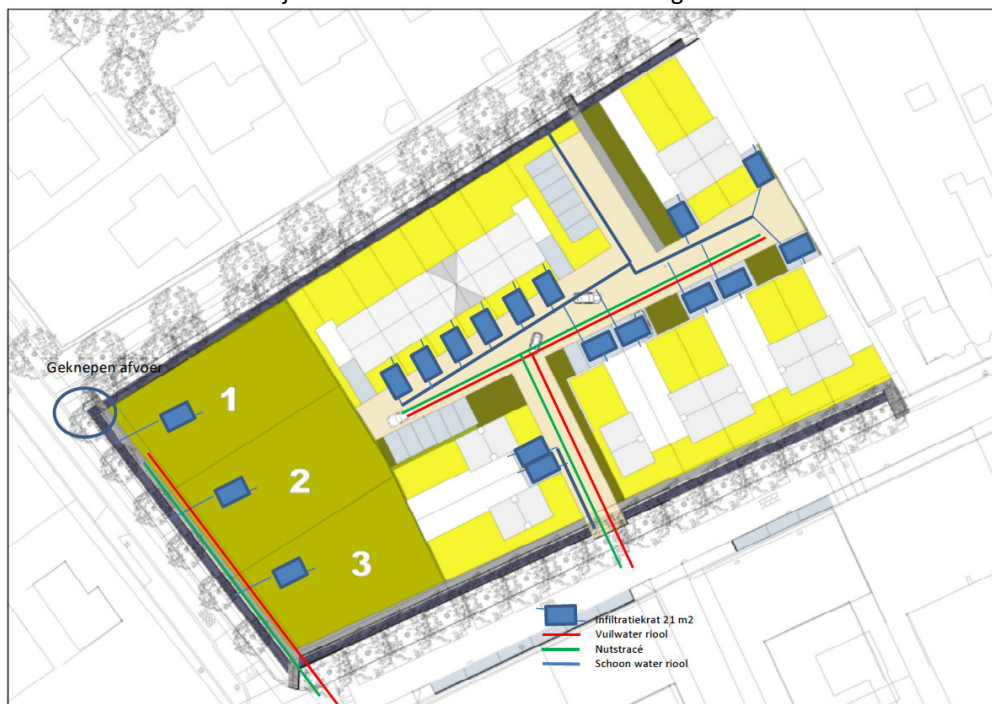 Geknepen afvoer
1
2
3
Infiltratiekrat 21 m2
Vuilwater riool
Nutstracé
Schoon water riool